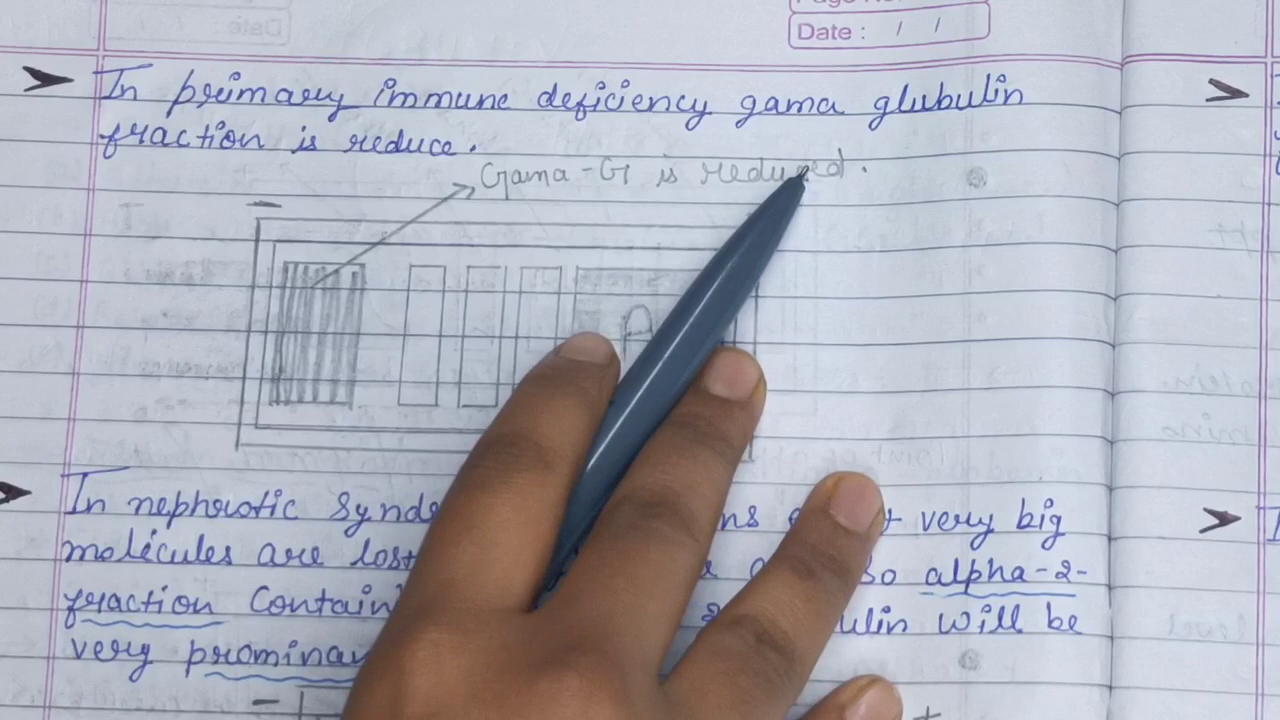 Date : / /
In primary immune deficiency gama glubulin
fraction is reduce.
Gama-G is reduced.
In nephrotic Synd very big
molecules are lost so alpha-2-
fraction Contain ulin will be
very prominan